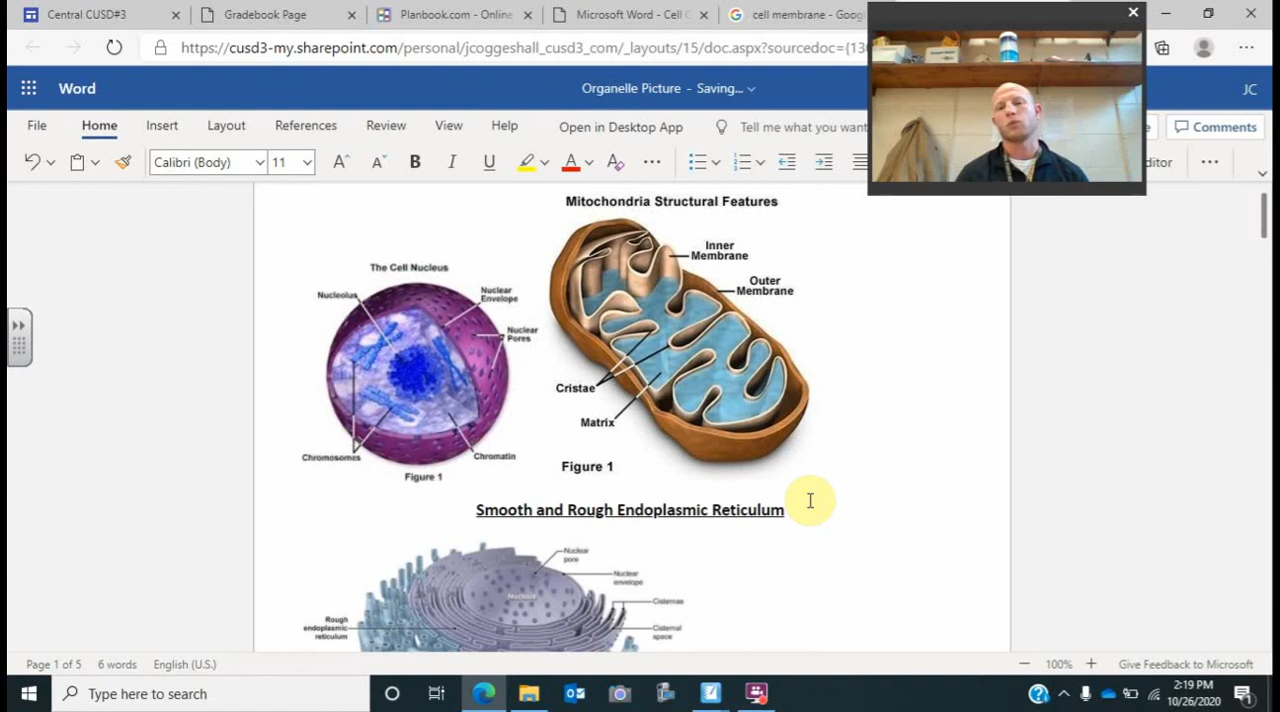 Central CUSD#3
Gradebook Page
Planbook.com - Online
Microsoft Word - Cell C
cell membrane - Goog
https://cusd3-my.sharepoint.com/personal/jcoggeshall_cusd3_com/_layouts/15/doc.aspx?sourcedoc={13
Word
Organelle Picture - Saving...
JC
File
Home
Insert
Layout
References
Review
View
Help
Open in Desktop App
Tell me what you want
Comments
Calibri (Body)
11
B
I
U
A
ditor
Mitochondria Structural Features
Inner
Membrane
Outer
Membrane
Cristae
Matrix
Figure 1
The Cell Nucleus
Nucleolus
Nuclear
Envelope
Nuclear
Pores
Chromosomes
Chromatin
Figure 1
Smooth and Rough Endoplasmic Reticulum
Nuclear
pore
Nuclear
envelope
Nucleus
Cisternae
Rough
endoplasmic
reticulum
Cisternal
space
Page 1 of 5
6 words
English (U.S.)
100%
Give Feedback to Microsoft
Type here to search
2:19 PM
10/26/2020